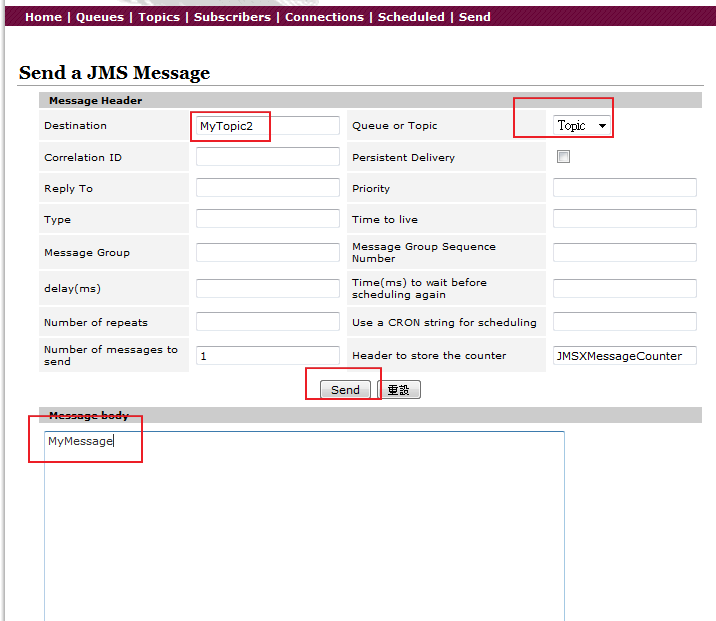 Home | Queues | Topics | Subscribers | Connections | Scheduled | Send
Send a JMS Message
Message Header
Destination MyTopic2 Queue or Topic Topic
Correlation ID Persistent Delivery
Reply To Priority
Type Time to live
Message Group Message Group Sequence
Number
delay(ms) Time(ms) to wait before
scheduling again
Number of repeats Use a CRON string for scheduling
Number of messages to
send 1 Header to store the counter JMSXMessageCounter
Send 重設
Message body
MyMessage